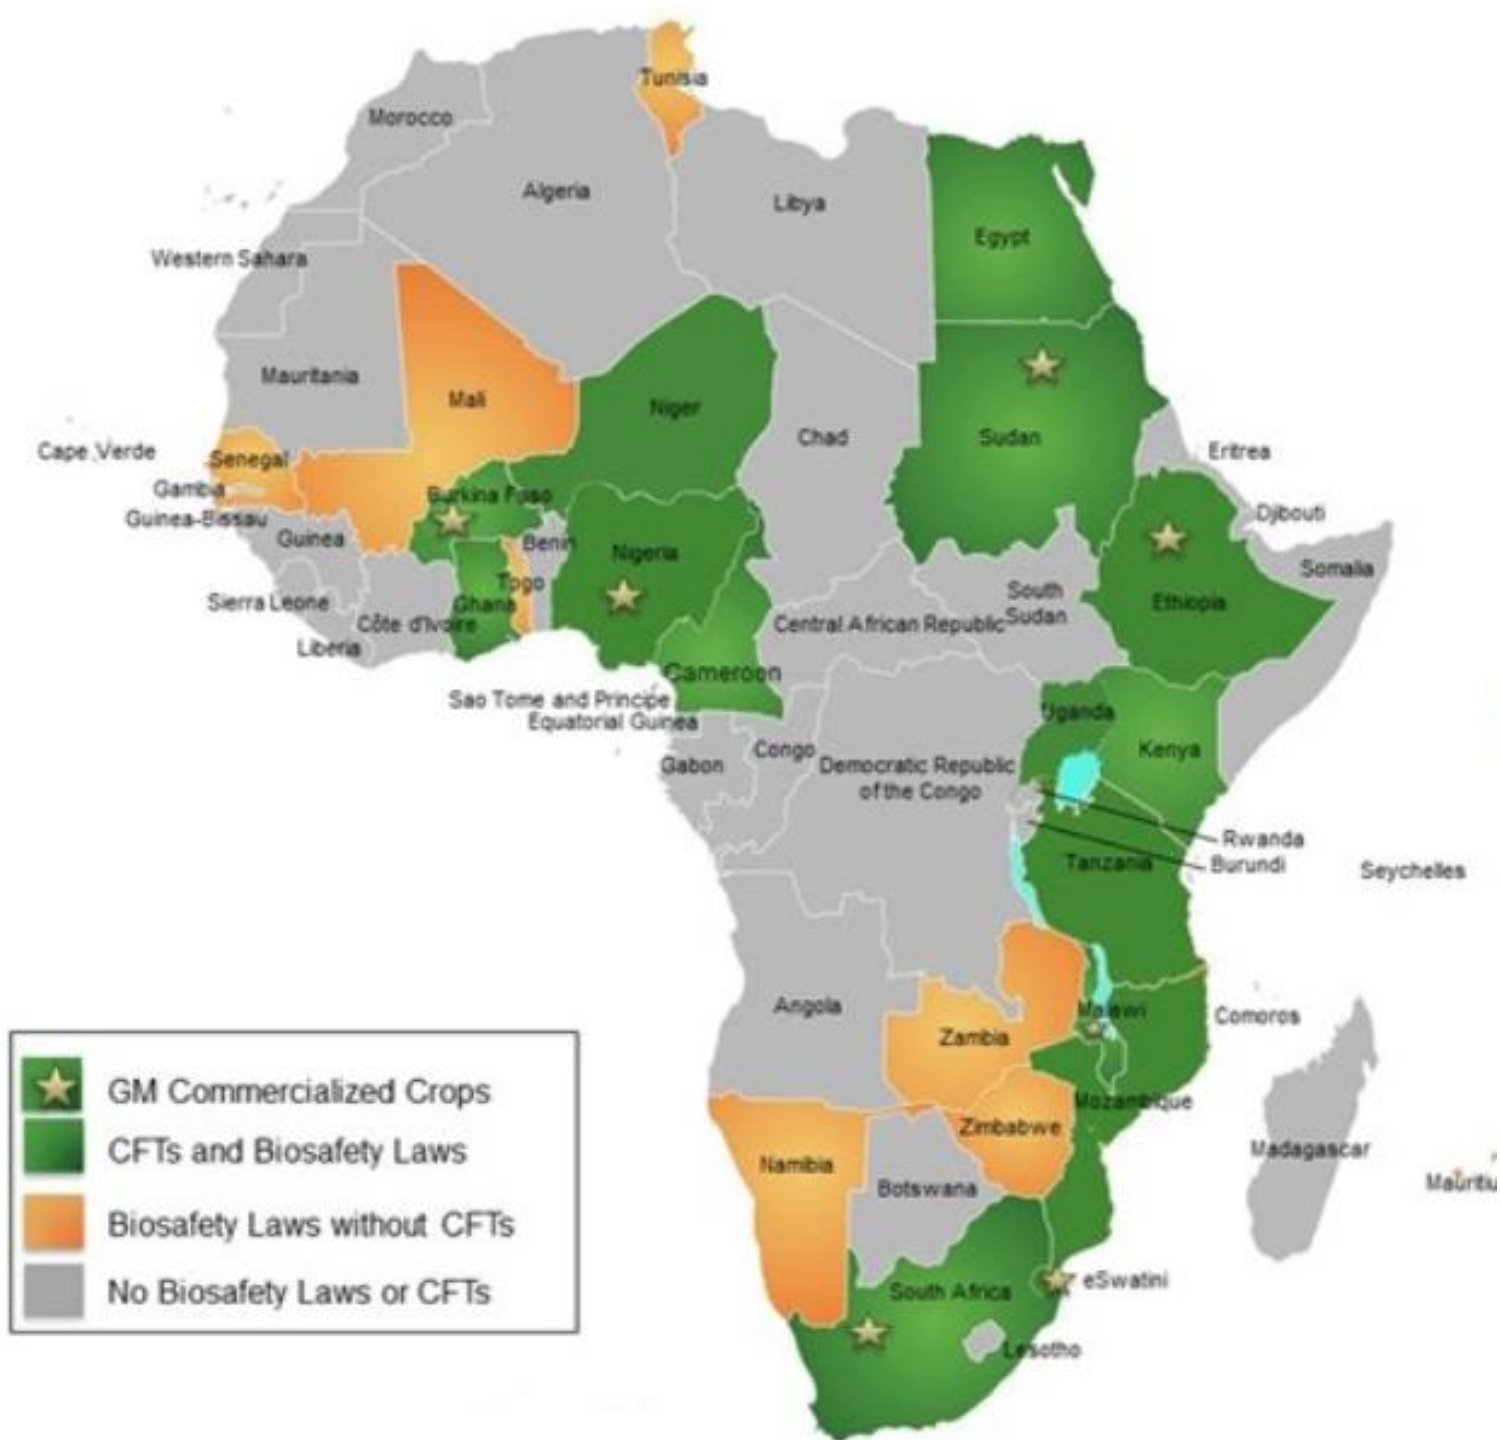 Tunisia
Morocco
Algeria
Libya
Egypt
Western Sahara
Mauritania
Mali
Niger
Chad
Sudan
Eritrea
Cape Verde
Senegal
Gambia
Guinea-Bissau
Guinea
Burkina Faso
Benin
Nigeria
Djibouti
Somalia
Sierra Leone
Liberia
Côte d'Ivoire
Ghana
Togo
Cameroon
Central African Republic
South
Sudan
Ethiopia
Sao Tome and Principe
Equatorial Guinea
Gabon
Congo
Democratic Republic
of the Congo
Uganda
Kenya
Rwanda
Burundi
Tanzania
Seychelles
Angola
Zambia
Malawi
Comoros
Mozambique
Zimbabwe
Namibia
Botswana
Madagascar
Mauritiu
South Africa
eSwatini
Lesotho
GM Commercialized Crops
CFTs and Biosafety Laws
Biosafety Laws without CFTs
No Biosafety Laws or CFTs